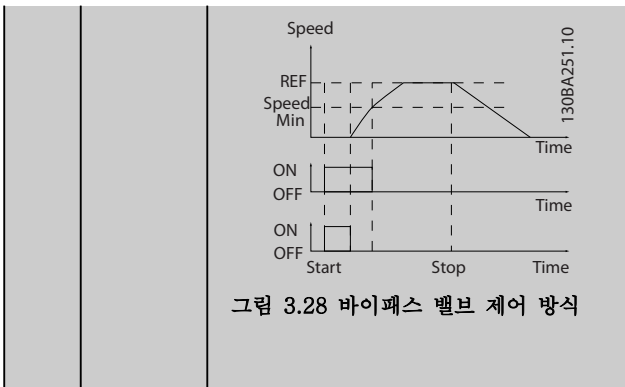 Speed
130BA251.10
REF
Speed
Min
Time
ON
OFF
Time
ON
OFF
Start Stop Time
그림 3.28 바이패스 밸브 제어 방식